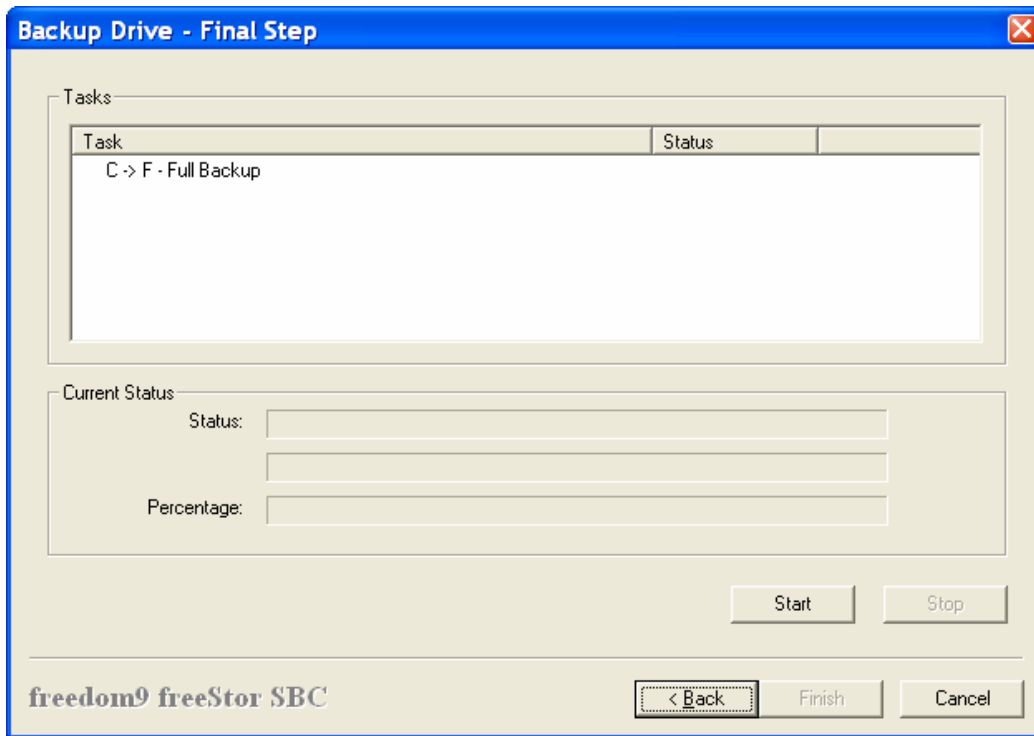 Backup Drive - Final Step
Tasks
Task Status
C -> F - Full Backup
Current Status
Status:
Percentage:
Start Stop
freedom9 freeStor SBC < Back Finish Cancel